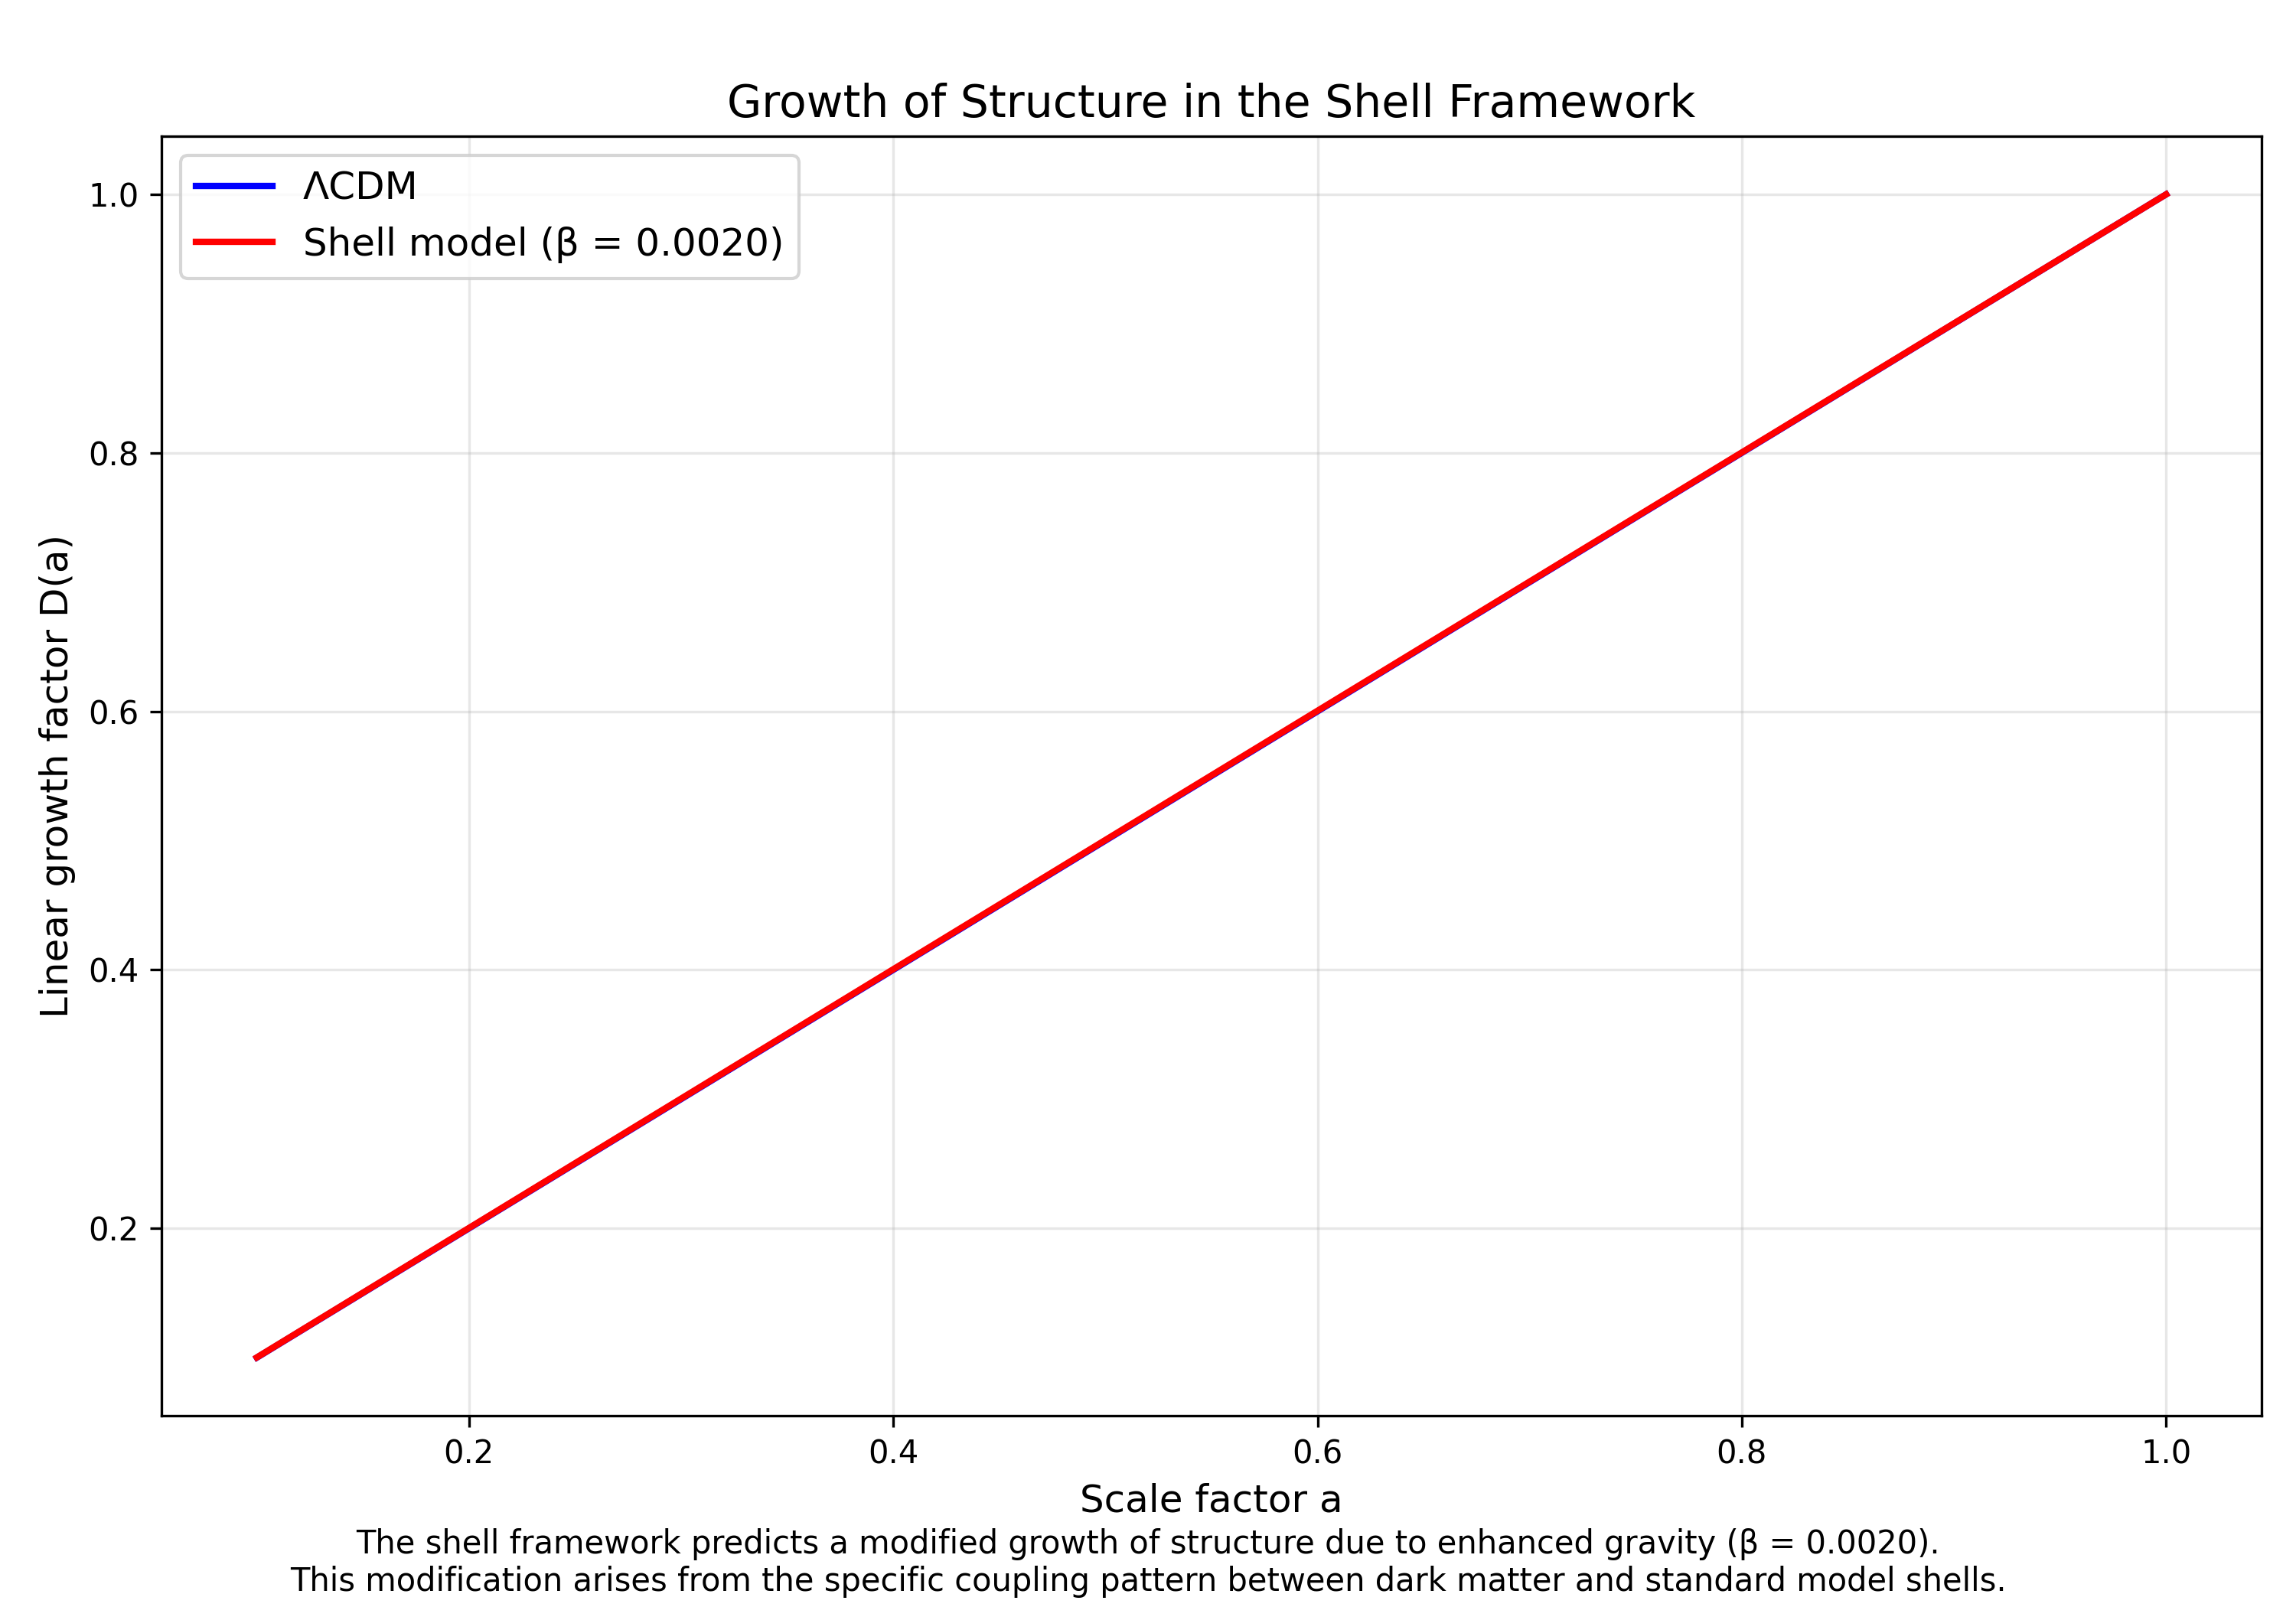 Growth of Structure in the Shell Framework
ΛCDM
Shell model (β = 0.0020)
1.0
0.8
0.6
0.4
0.2
Linear growth factor D(a)
0.2
0.4
0.6
0.8
1.0
Scale factor a
The shell framework predicts a modified growth of structure due to enhanced gravity (β = 0.0020).
This modification arises from the specific coupling pattern between dark matter and standard model shells.